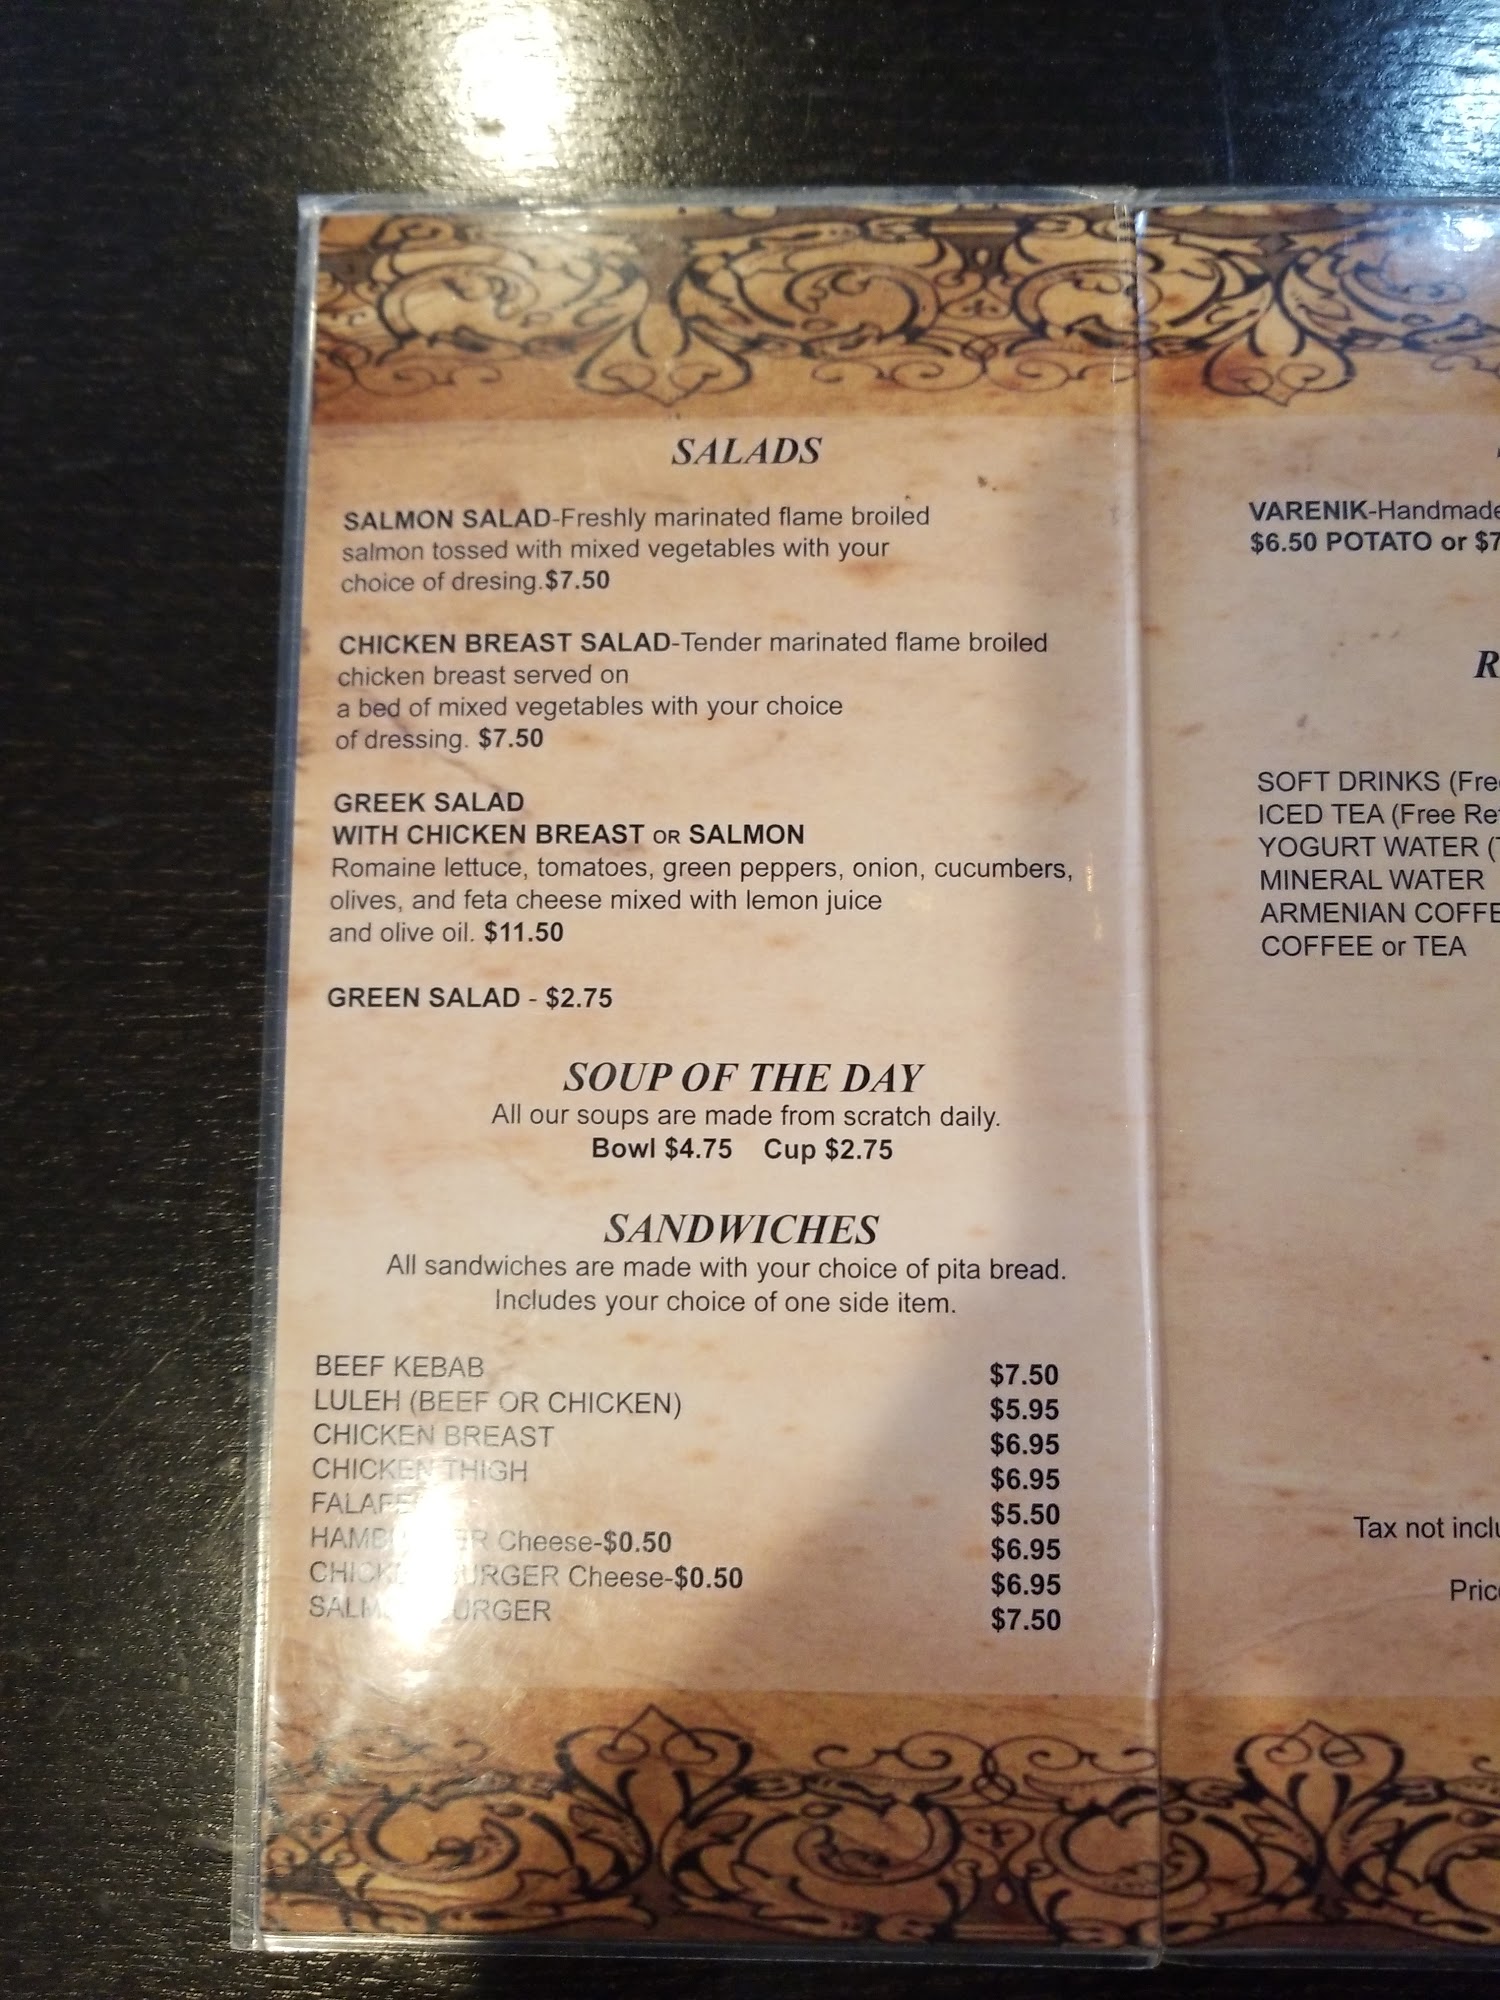 SALADS
SALMON SALAD-Freshly marinated flame broiled
salmon tossed with mixed vegetables with your
choice of dresing.$7.50
CHICKEN BREAST SALAD-Tender marinated flame broiled
chicken breast served on
a bed of mixed vegetables with your choice
of dressing. $7.50
GREEK SALAD
WITH CHICKEN BREAST OR SALMON
Romaine lettuce, tomatoes, green peppers, onion, cucumbers,
olives, and feta cheese mixed with lemon juice
and olive oil. $11.50
GREEN SALAD - $2.75
SOUP OF THE DAY
All our soups are made from scratch daily.
Bowl $4.75 Cup $2.75
SANDWICHES
All sandwiches are made with your choice of pita bread.
Includes your choice of one side item.
BEEF KEBAB $7.50
LULEH (BEEF OR CHICKEN) $5.95
CHICKEN BREAST $6.95
CHICKEN THIGH $6.95
$5.50
Cheese-$0.50 $6.95
Cheese-$0.50 $6.95
$7.50
VARENIK-Handmade
$6.50 POTATO or
SOFT DRINKS
ICED TEA (Free
YOGURT WATER
MINERAL WATER
ARMENIAN
COFFEE or TEA
Tax not